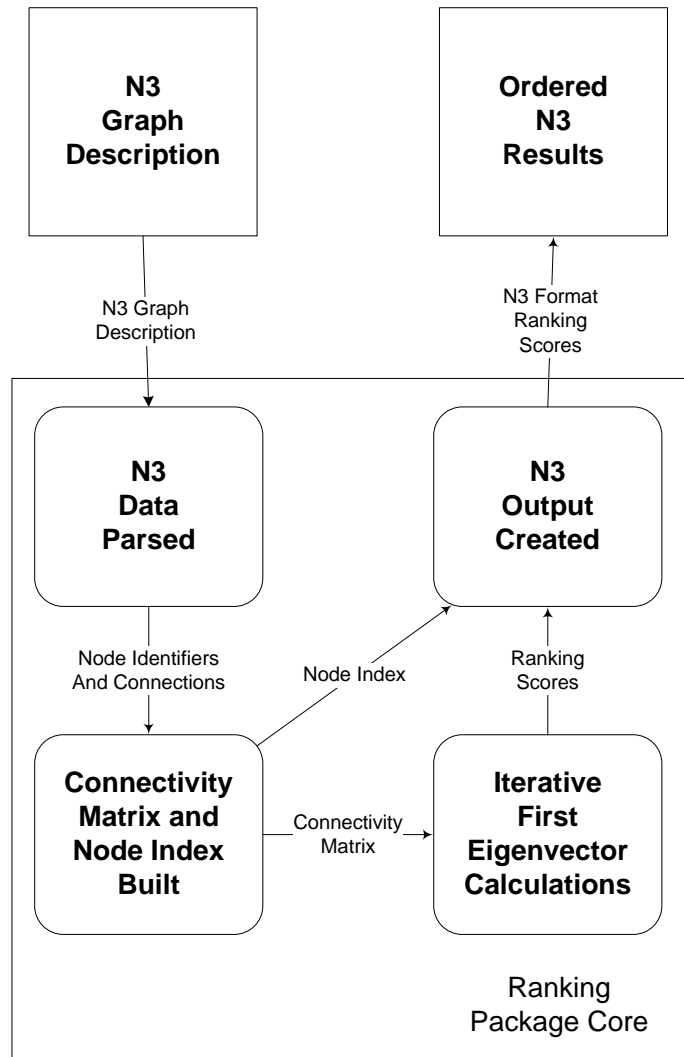 N3
Graph
Description
Ordered
N3
Results
N3 Graph
Description
N3 Format
Ranking
Scores
N3
Data
Parsed
N3
Output
Created
Node Identifiers
And Connections
Node Index
Ranking
Scores
Connectivity
Matrix and
Node Index
Built
Connectivity
Matrix
Iterative
First
Eigenvector
Calculations
Ranking
Package Core